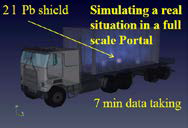 2 l Pb shield
Simulating a real
situation in a full
scale Portal
7 min data taking